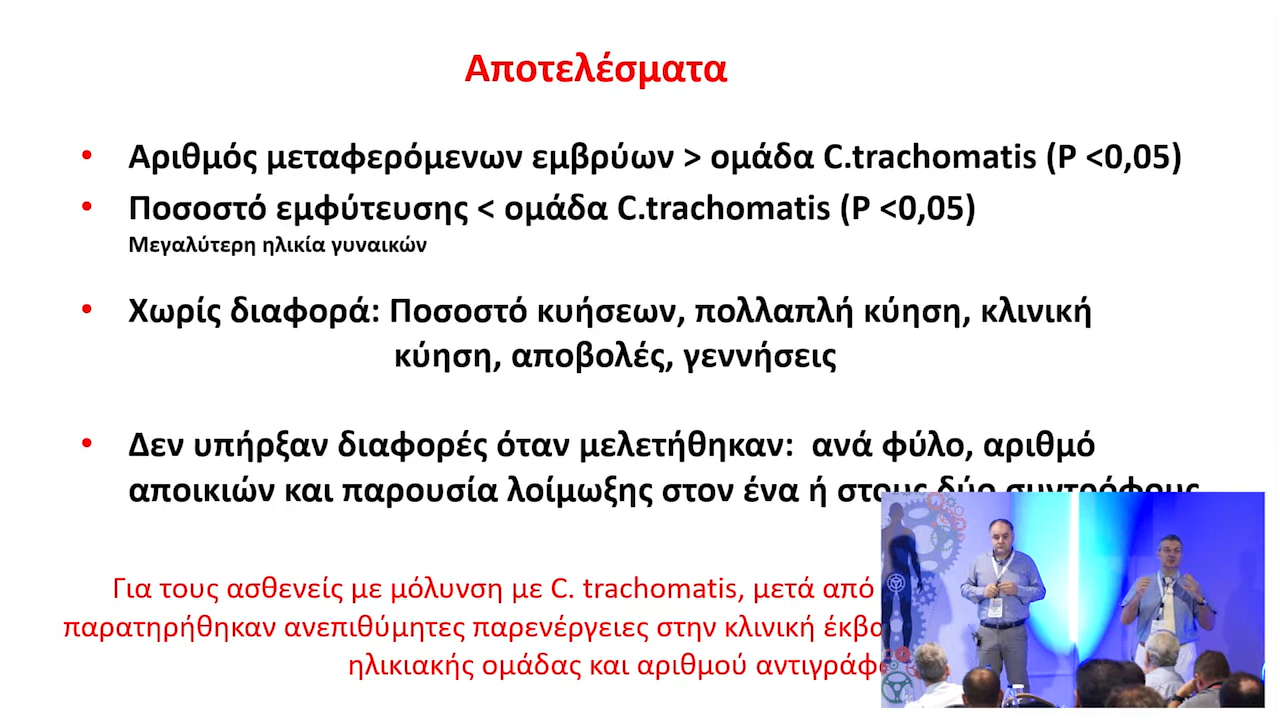 Αποτελέσματα
• Αριθμός μεταφερόμενων εμβρύων > ομάδα C.trachomatis (P <0,05)
• Ποσοστό εμφύτευσης < ομάδα C.trachomatis (P <0,05)
Μεγαλύτερη ηλικία γυναικών
• Χωρίς διαφορά: Ποσοστό κυήσεων, πολλαπλή κύηση, κλινική
κύηση, αποβολές, γεννήσεις
• Δεν υπήρξαν διαφορές όταν μελετήθηκαν: ανά φύλο, αριθμό
αποικιών και παρουσία λοίμωξης στον ένα ή στους δύο συντρόφους
Για τους ασθενείς με μόλυνση με C. trachomatis, μετά από
παρατηρήθηκαν ανεπιθύμητες παρενέργειες στην κλινική
ηλικιακής ομάδας και αριθμού